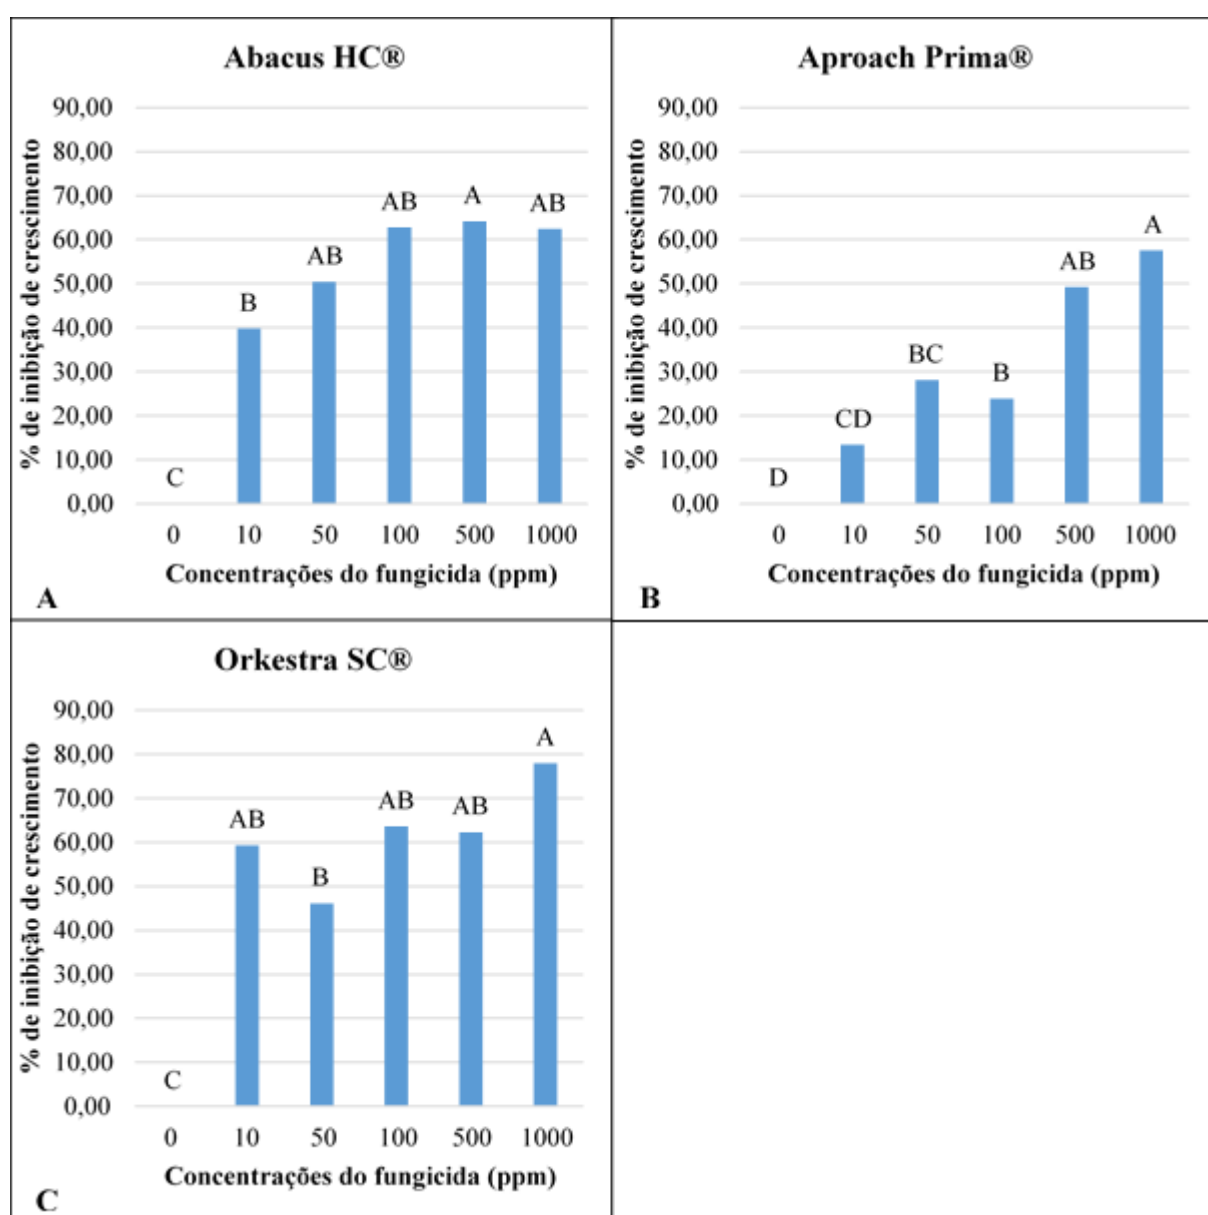 Abacus HC®
% de inibição de crescimento
90,00
80,00
70,00
60,00
50,00
40,00
30,00
20,00
10,00
0,00
C
B
AB
AB
A
AB
0 10 50 100 500 1000
Concentrações do fungicida (ppm)
A
Aproach Prima®
% de inibição de crescimento
90,00
80,00
70,00
60,00
50,00
40,00
30,00
20,00
10,00
0,00
D
CD
BC
B
AB
A
0 10 50 100 500 1000
Concentrações do fungicida (ppm)
B
Orkestra SC®
% de inibição de crescimento
90,00
80,00
70,00
60,00
50,00
40,00
30,00
20,00
10,00
0,00
C
AB
B
AB
AB
A
0 10 50 100 500 1000
Concentrações do fungicida (ppm)
C